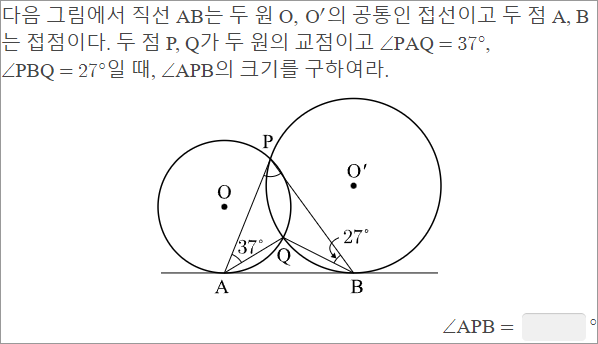 다음 그림에서 직선 AB는 두 원 O, O′의 공통인 접선이고 두 점 A, B
는 접점이다. 두 점 P, Q가 두 원의 교점이고 ∠PAQ = 37°,
∠PBQ = 27°일 때, ∠APB의 크기를 구하여라.
P
O′
O
37°
27°
Q
A
B
∠APB = °